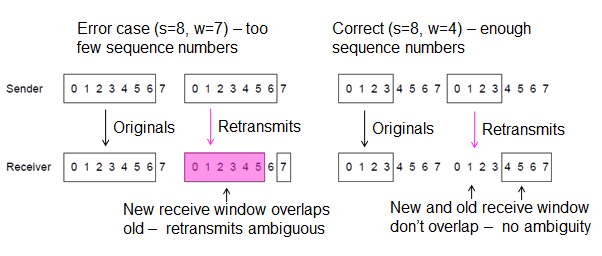 Error case (s=8, w=7) – too
few sequence numbers
Correct (s=8, w=4) – enough
sequence numbers
Sender
0 1 2 3 4 5 6 7
0 1 2 3 4 5 6 7
0 1 2 3 4 5 6 7
0 1 2 3 4 5 6 7
Originals
Retransmits
Originals
Retransmits
Receiver
0 1 2 3 4 5 6 7
0 1 2 3 4 5 6 7
0 1 2 3 4 5 6 7
0 1 2 3 4 5 6 7
New receive window overlaps
old – retransmits ambiguous
New and old receive window
don't overlap – no ambiguity